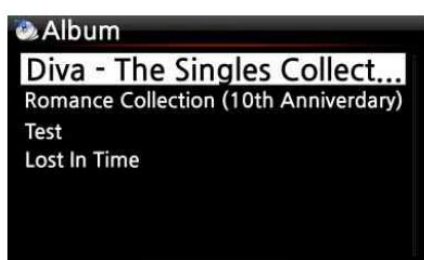 Album
Diva - The Singles Collect...
Romance Collection (10th Anniverdary)
Test
Lost In Time